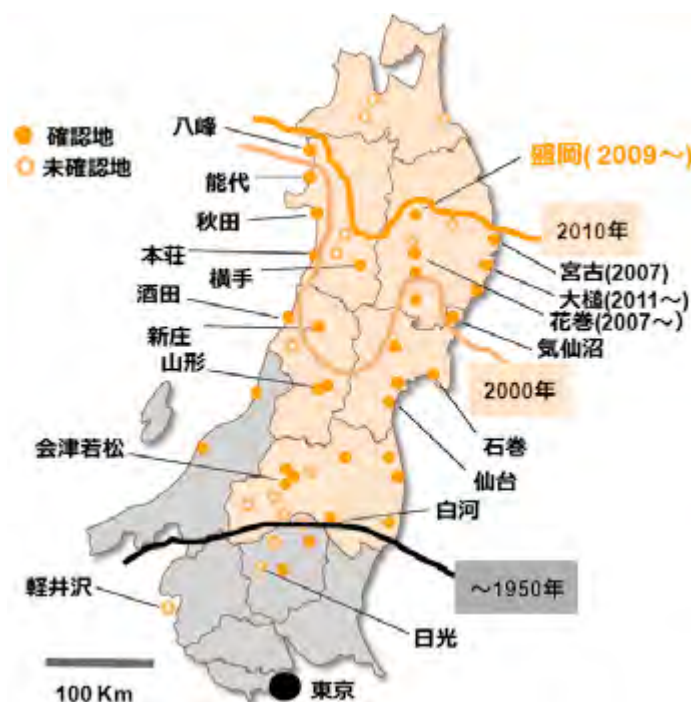 八峰
確認地
未確認地
能代
盛岡(2009~)
秋田
2010年
本荘
宮古(2007)
横手
大槌(2011~)
酒田
花巻(2007~)
新庄
気仙沼
山形
2000年
石巻
会津若松
仙台
白河
~1950年
軽井沢
日光
100 Km
東京